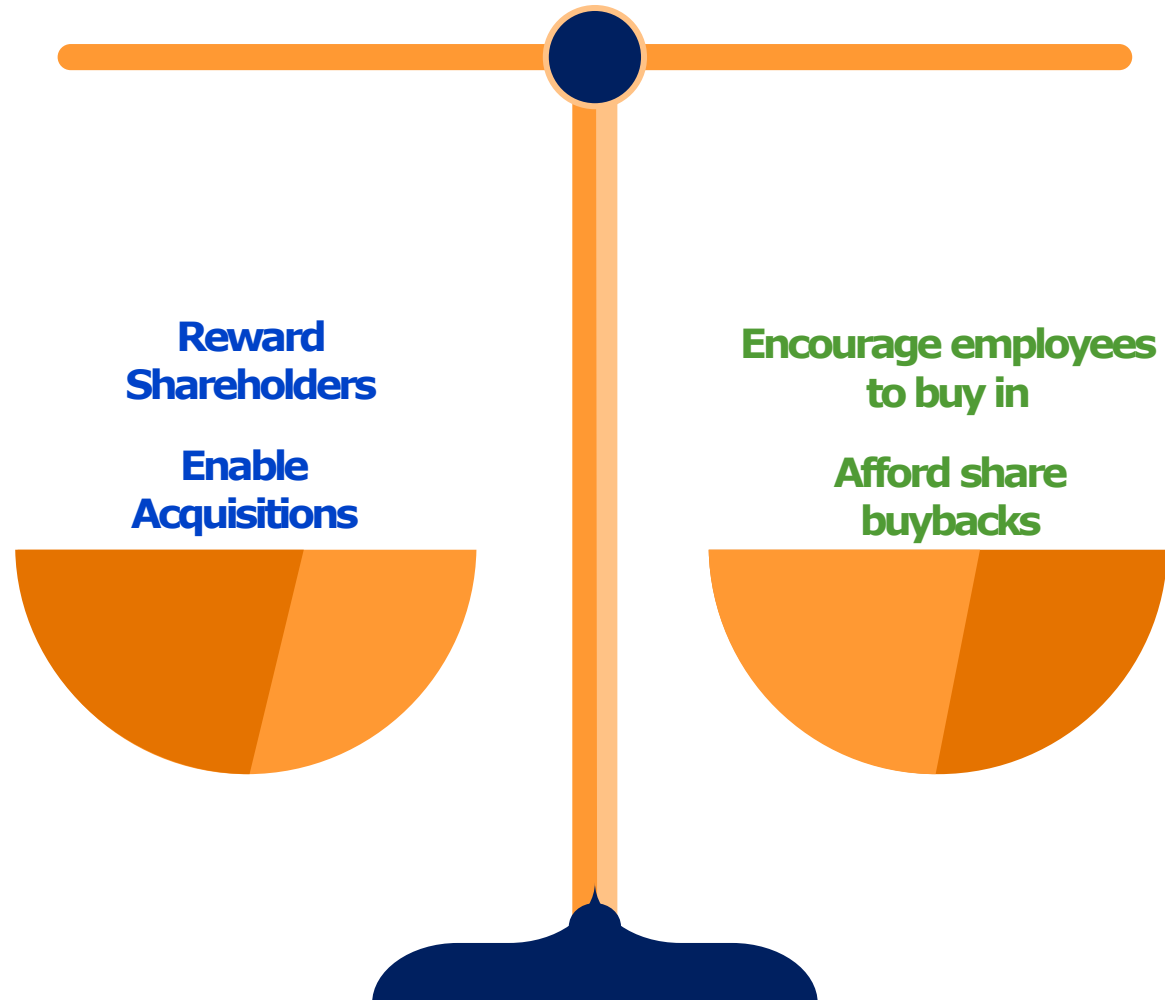 Reward
Shareholders
Enable
Acquisitions
Encourage employees
to buy in
Afford share
buybacks